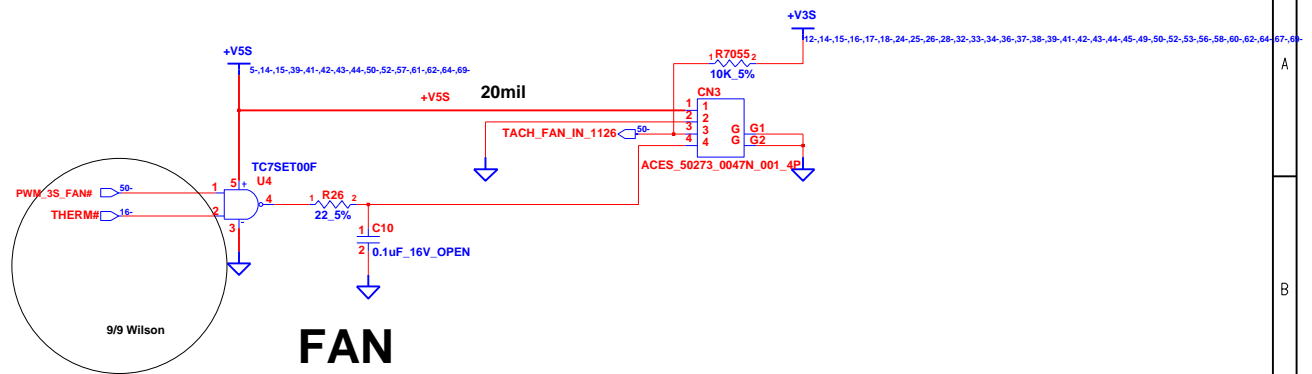 +V3S
12-,14-,15-,16-,17-,18-,24-,25-,26-,28-,32-,33-,34-,36-,37-,38-,39-,41-,42-,43-,44-,45-,49-,50-,52-,53-,56-,58-,60-,62-,64-,67-,69-
+V5S
5-,14-,15-,39-,41-,42-,43-,44-,50-,52-,57-,61-,62-,64-,69-
1 R7055 2
10K_5%
A
+V5S
20mil
CN3
1 1
2 2
3 3
4 4
G G1
G G2
TACH_FAN_IN_1126 50-
ACES_50273_0047N_001_4P
TC7SET00F
U4
5 +
PWM_3S_FAN# 50- 1
THERM# 16- 2
4
3 -
1 R26 2
22_5%
1 C10
2 0.1uF_16V_OPEN
B
9/9 Wilson
FAN